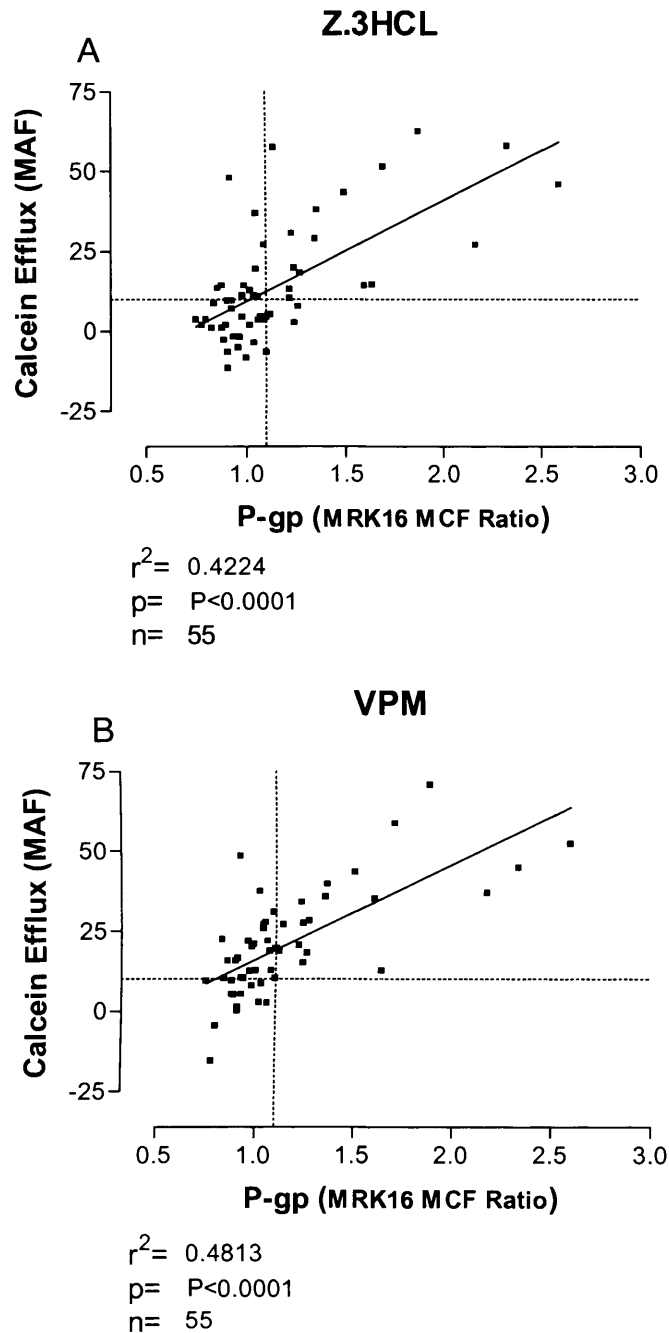 Z.3HCL
A
75
50
25
0
-25
Calcein Efflux (MAF)
0.5 1.0 1.5 2.0 2.5 3.0
P-gp (MRK16 MCF Ratio)
r²= 0.4224
p= P<0.0001
n= 55
VPM
B
75
50
25
0
-25
Calcein Efflux (MAF)
0.5 1.0 1.5 2.0 2.5 3.0
P-gp (MRK16 MCF Ratio)
r²= 0.4813
p= P<0.0001
n= 55